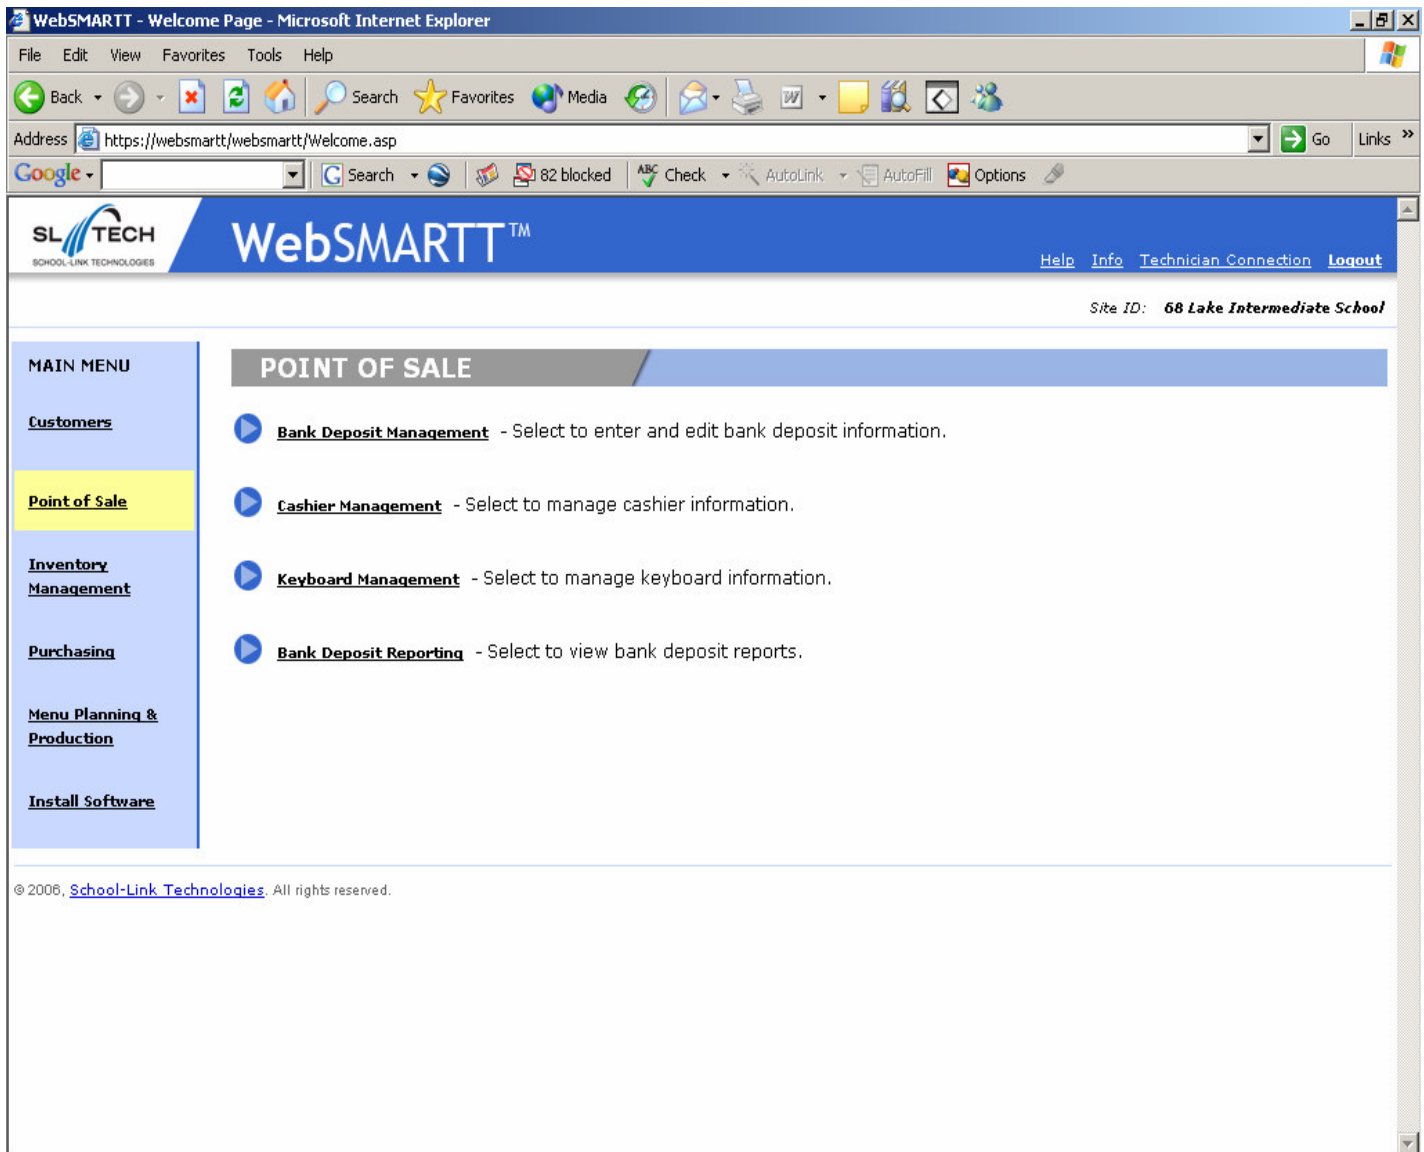 WebSMARTT - Welcome Page - Microsoft Internet Explorer
File Edit View Favorites Tools Help
Back Search Favorites Media
Address https://websmartt/websmartt/Welcome.asp Go Links »
Google Search 82 blocked ABC Check AutoLink AutoFill Options
SL TECH
SCHOOL-LINK TECHNOLOGIES
WebSMARTT™
Help Info Technician Connection Logout
Site ID: 68 Lake Intermediate School
MAIN MENU
Customers
Point of Sale
Inventory
Management
Purchasing
Menu Planning &
Production
Install Software
POINT OF SALE
Bank Deposit Management - Select to enter and edit bank deposit information.
Cashier Management - Select to manage cashier information.
Keyboard Management - Select to manage keyboard information.
Bank Deposit Reporting - Select to view bank deposit reports.
© 2006, School-Link Technologies. All rights reserved.